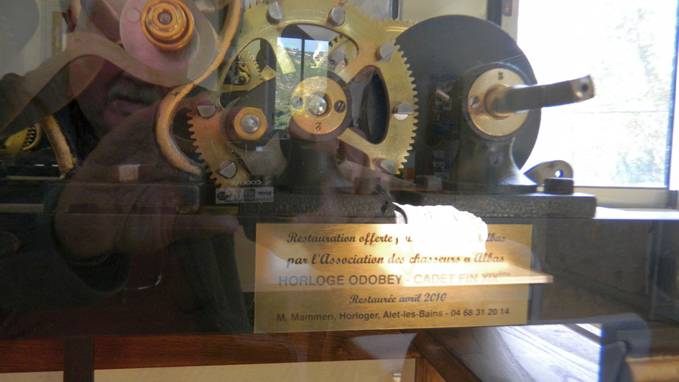 Restauration offerte Albas
par l'Association des chasseurs d'Albas
HORLOGE ODOBEY - CADET FIN XIX
Restaurée avril 2010
M. Mammeri, Horloger, Alet-les-Bains - 04 68 31 20 14